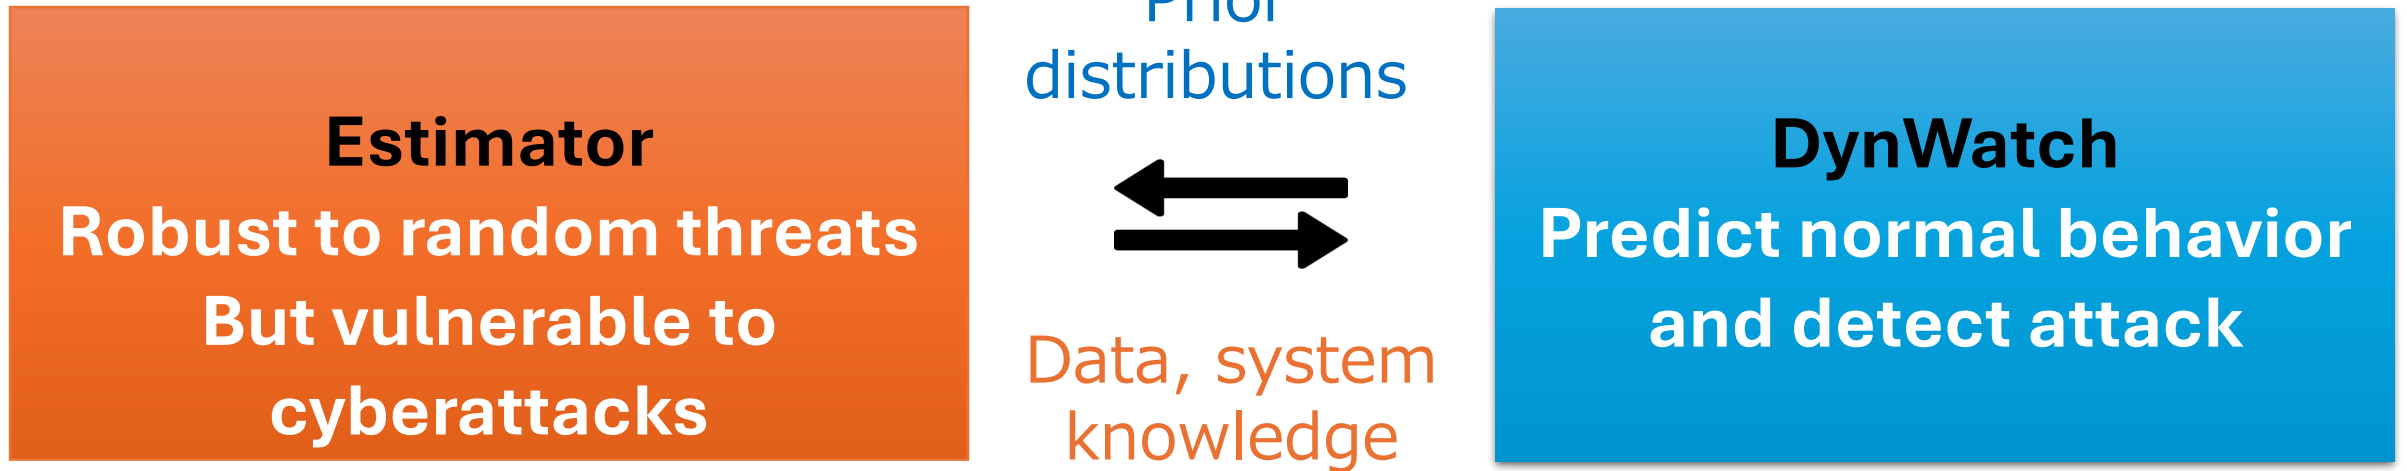 Estimator
Robust to random threats
But vulnerable to
cyberattacks
Prior
distributions
Data, system
knowledge
DynWatch
Predict normal behavior
and detect attack